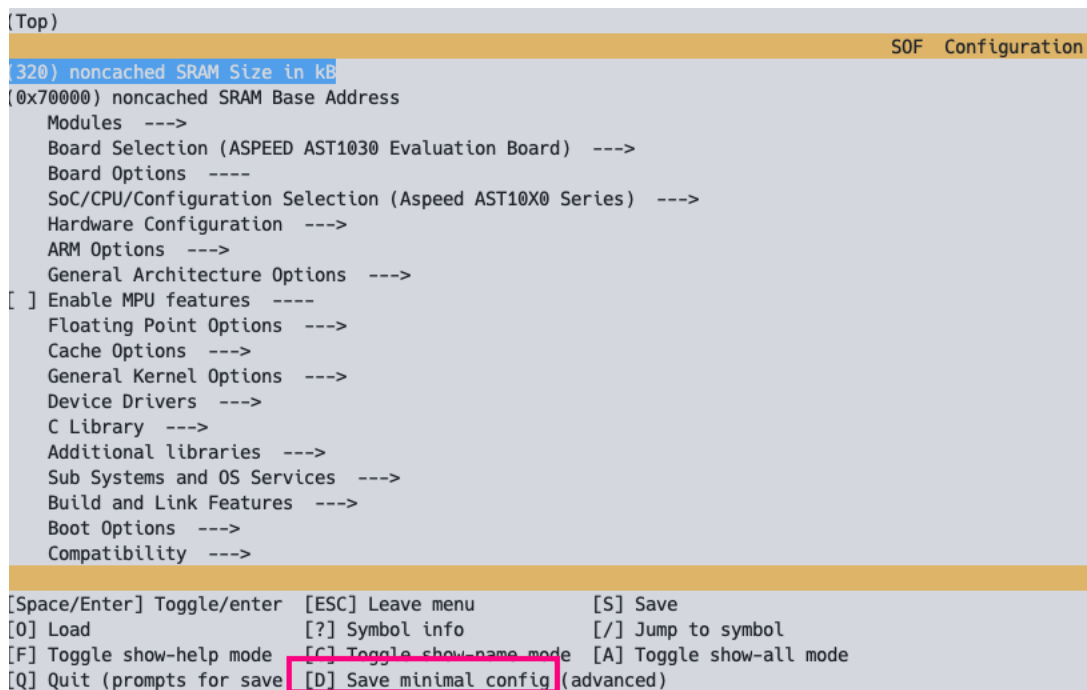 (Top)
SOF  Configuration
(320) noncached SRAM Size in kB
(0x70000) noncached SRAM Base Address
Modules  --->
Board Selection (ASPEED AST1030 Evaluation Board)  --->
Board Options  ----
SoC/CPU/Configuration Selection (Aspeed AST10X0 Series)  --->
Hardware Configuration  --->
ARM Options  --->
General Architecture Options  --->
[ ] Enable MPU features  ----
Floating Point Options  --->
Cache Options  --->
General Kernel Options  --->
Device Drivers  --->
C Library  --->
Additional libraries  --->
Sub Systems and OS Services  --->
Build and Link Features  --->
Boot Options  --->
Compatibility  --->
[Space/Enter] Toggle/enter  [ESC] Leave menu  [S] Save
[O] Load  [?] Symbol info  [/] Jump to symbol
[F] Toggle show-help mode  [C] Toggle show-name mode  [A] Toggle show-all mode
[Q] Quit (prompts for save  [D] Save minimal config (advanced)